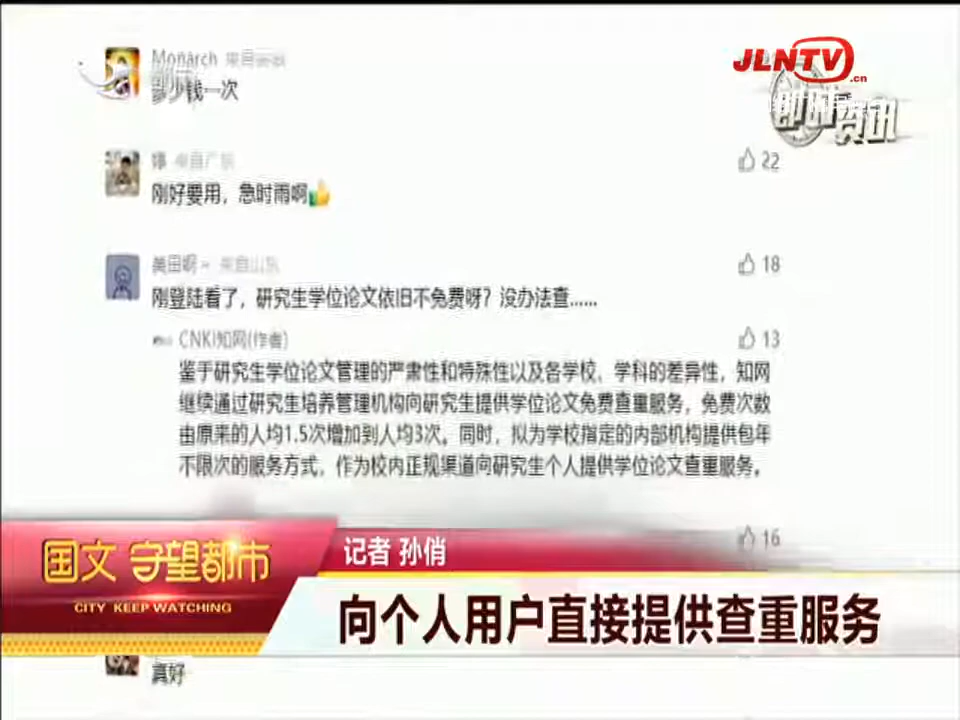 Monarch
多少钱一次
JLNTV.cn
22
刚好要用，急时雨啊
18
刚登陆看了，研究生学位论文依旧不免费呀？没办法查......
CNKI知网(作者)
13
鉴于研究生学位论文管理的严肃性和特殊性以及各学校、学科的差异性，知网
继续通过研究生培养管理机构向研究生提供学位论文免费查重服务，免费次数
由原来的人均1.5次增加到人均3次。同时，拟为学校指定的内部机构提供包年
不限次的服务方式，作为校内正规渠道向研究生个人提供学位论文查重服务。
16
国文 守望都市
CITY KEEP WATCHING
记者 孙俏
向个人用户直接提供查重服务
真好